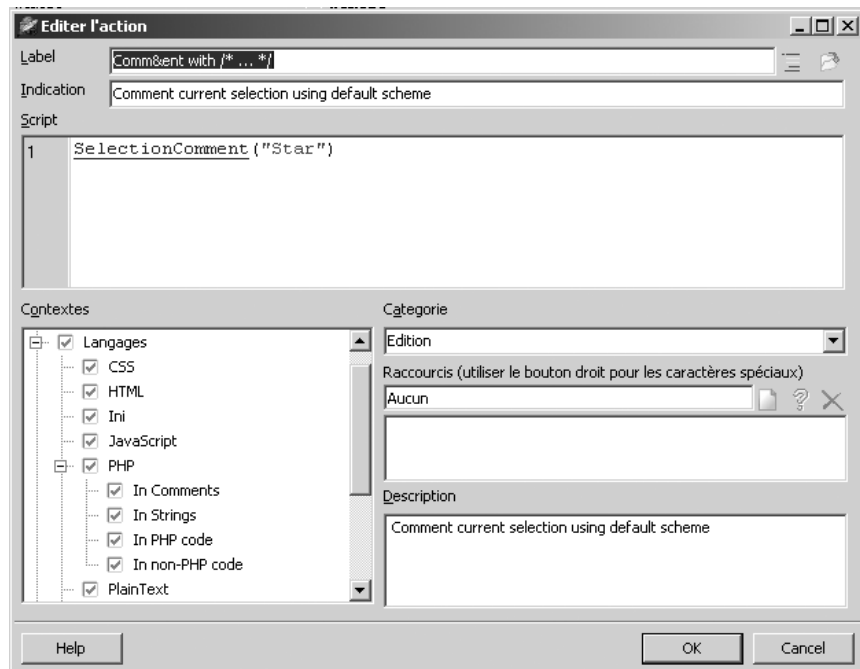 Editer l'action
Label
Comm&ent with /* ... */
Indication
Comment current selection using default scheme
Script
1 SelectionComment("Star")
Contextes
Langages
CSS
HTML
Ini
JavaScript
PHP
In Comments
In Strings
In PHP code
In non-PHP code
PlainText
Categorie
Edition
Raccourcis (utiliser le bouton droit pour les caractères spéciaux)
Aucun
Description
Comment current selection using default scheme
Help
OK
Cancel